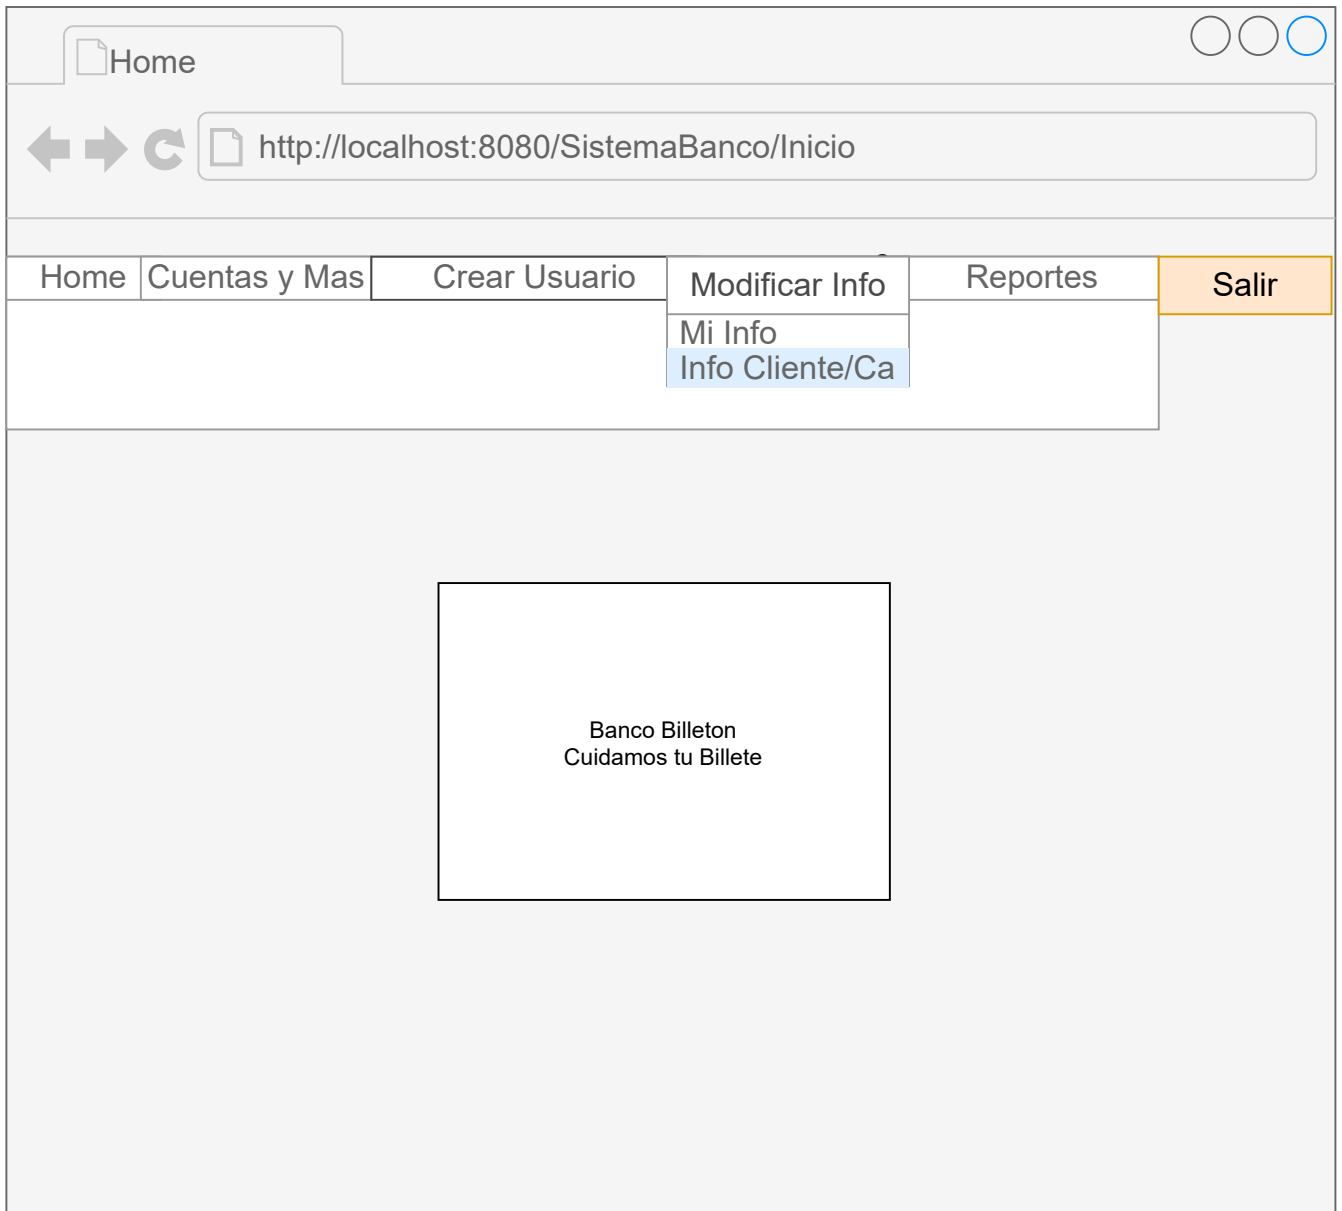 Home
http://localhost:8080/SistemaBanco/Inicio
Home Cuentas y Mas Crear Usuario Modificar Info Reportes Salir
Mi Info
Info Cliente/Ca
Banco Billeton
Cuidamos tu Billete